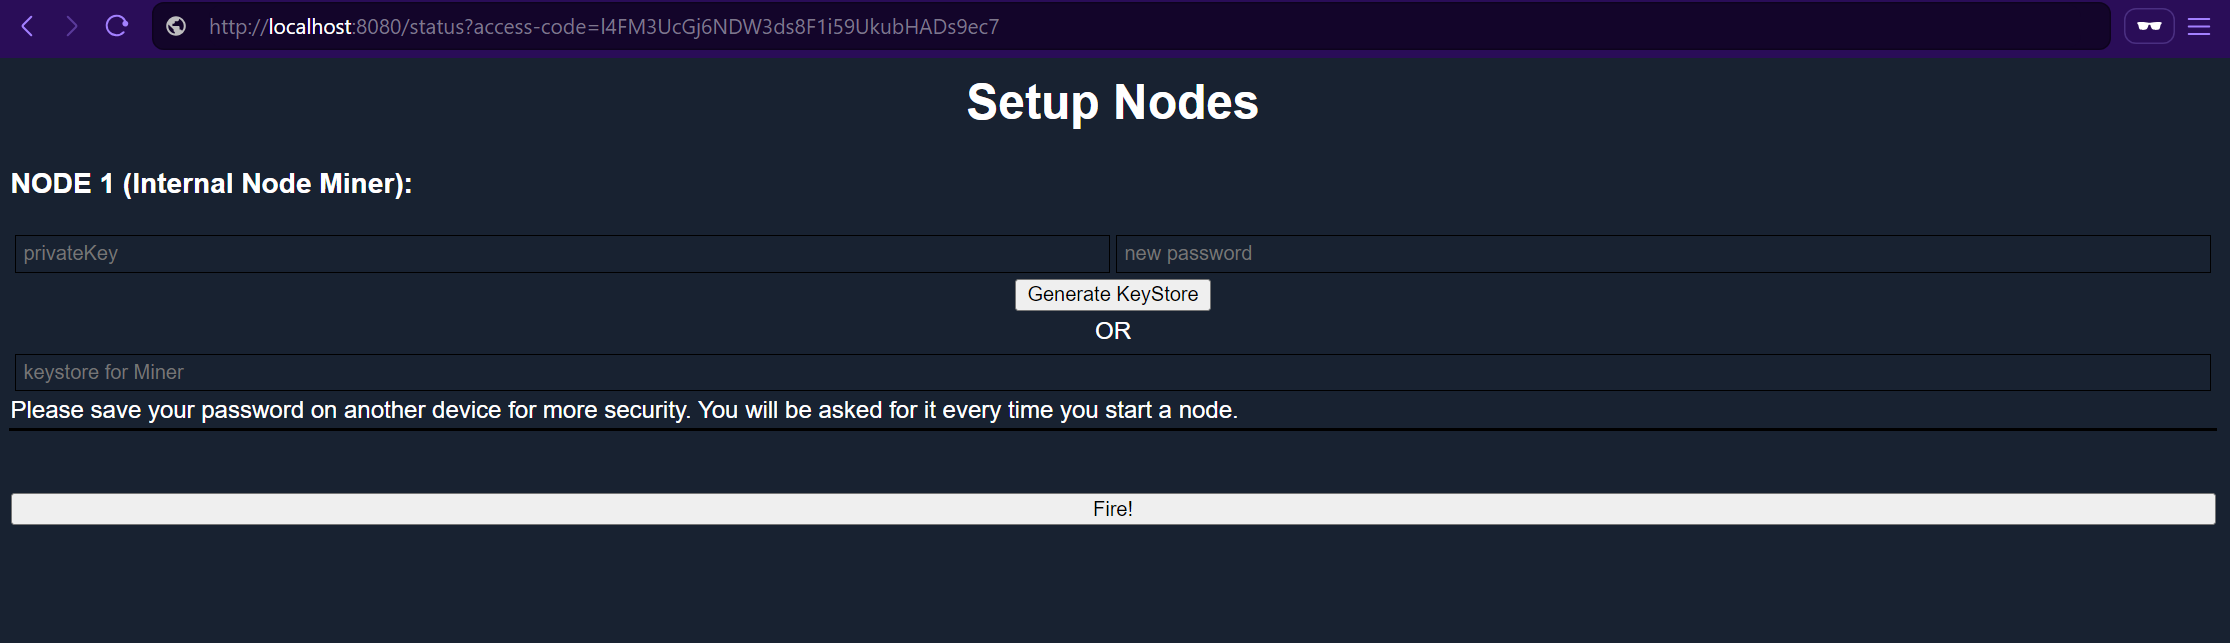 http://localhost:8080/status?access-code=l4FM3UcGj6NDW3ds8F1i59UkubHADs9ec7
Setup Nodes
NODE 1 (Internal Node Miner):
privateKey new password
Generate KeyStore
OR
keystore for Miner
Please save your password on another device for more security. You will be asked for it every time you start a node.
Fire!